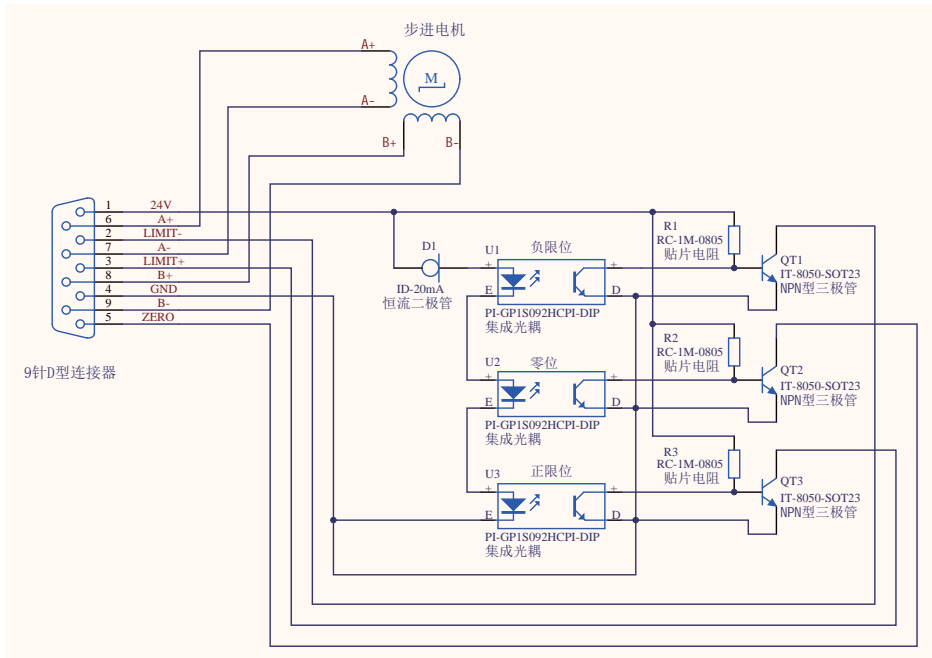 步进电机
A+
M
A-
B+
B-
1
24V
6
A+
2
LIMIT-
7
A-
3
LIMIT+
8
B+
4
GND
9
B-
5
ZERO
9针D型连接器
D1
ID-20mA
恒流二极管
U1
负限位
+
+
E
D
PI-GP1S092HCPI-DIP
集成光耦
R1
RC-1M-0805
贴片电阻
QT1
IT-8050-SOT23
NPN型三极管
U2
零位
+
+
E
D
PI-GP1S092HCPI-DIP
集成光耦
R2
RC-1M-0805
贴片电阻
QT2
IT-8050-SOT23
NPN型三极管
U3
正限位
+
+
E
D
PI-GP1S092HCPI-DIP
集成光耦
R3
RC-1M-0805
贴片电阻
QT3
IT-8050-SOT23
NPN型三极管